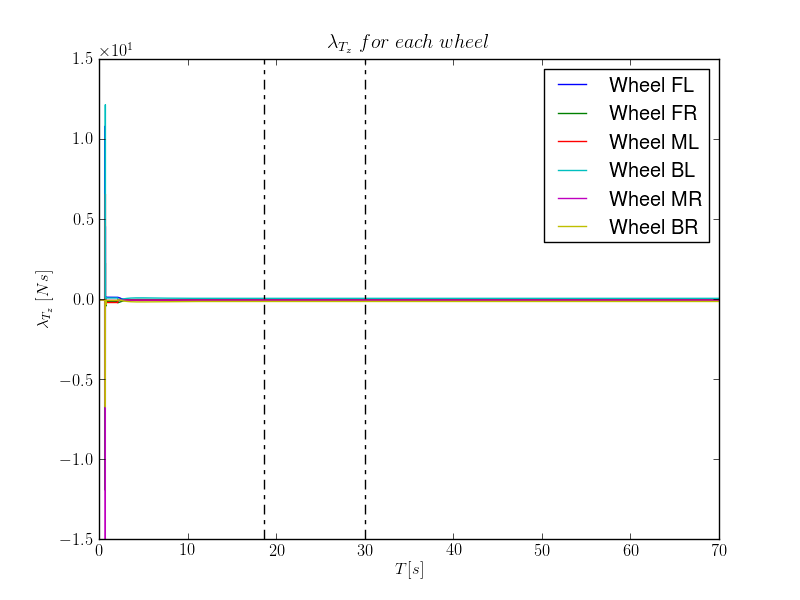 λ_{T_z} for each wheel
×10¹
1.5
1.0
0.5
0.0
−0.5
−1.0
−1.5
λ_{T_z} [Ns]
0 10 20 30 40 50 60 70
T[s]
Wheel FL
Wheel FR
Wheel ML
Wheel BL
Wheel MR
Wheel BR